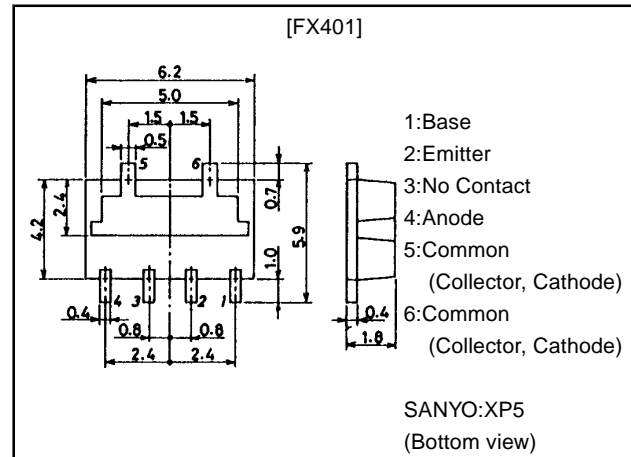 [FX401]
6.2
5.0
1.5 1.5
0.5
5 6
0.7
4.2
2.4
5.9
1.0
4 3 2 1
0.4
0.8 0.8
2.4 2.4
0.4
1.8
1:Base
2:Emitter
3:No Contact
4:Anode
5:Common
(Collector, Cathode)
6:Common
(Collector, Cathode)
SANYO:XP5
(Bottom view)